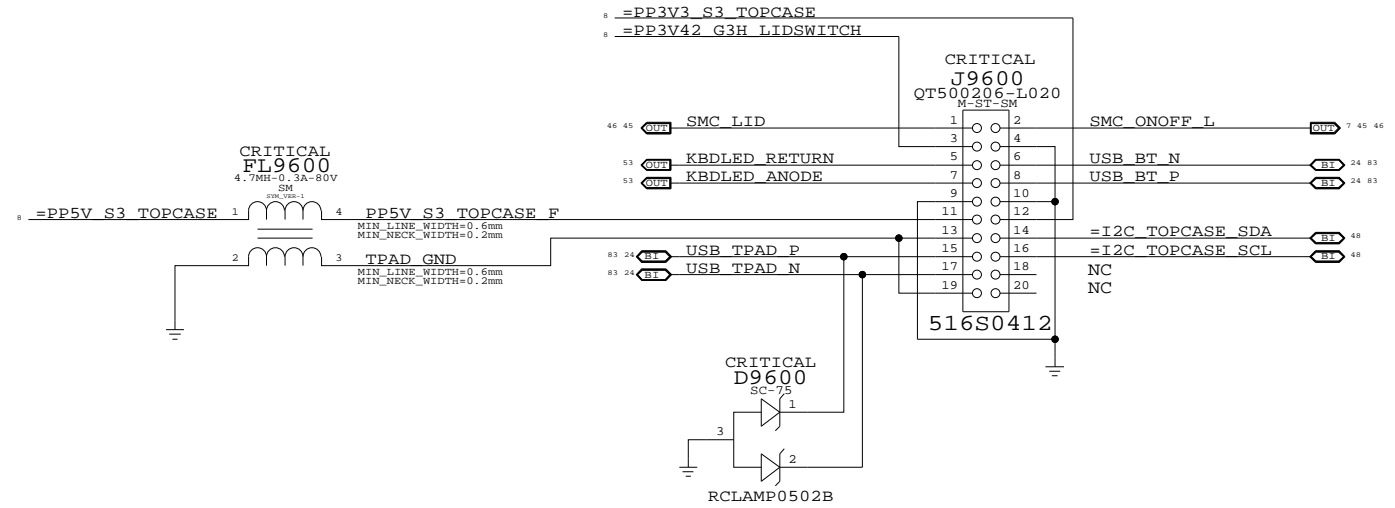 8 =PP3V3_S3_TOPCASE
8 =PP3V42_G3H_LIDSWITCH
CRITICAL
J9600
QT500206-L020
M-ST-SM
46 45 OUT SMC_LID 1 2 SMC_ONOFF_L OUT 7 45 46
3 4
53 OUT KBDLED_RETURN 5 6 USB_BT_N BI 24 83
53 OUT KBDLED_ANODE 7 8 USB_BT_P BI 24 83
9 10
CRITICAL
FL9600
4.7MH-0.3A-80V
SM
SYM_VER-1
8 =PP5V_S3_TOPCASE 1 4 PP5V_S3_TOPCASE_F 11 12
MIN_LINE_WIDTH=0.6mm
MIN_NECK_WIDTH=0.2mm
13 14 =I2C_TOPCASE_SDA BI 48
83 24 BI USB_TPAD_P 15 16 =I2C_TOPCASE_SCL BI 48
2 3 TPAD_GND
MIN_LINE_WIDTH=0.6mm
MIN_NECK_WIDTH=0.2mm
83 24 BI USB_TPAD_N 17 18 NC
19 20 NC
516S0412
CRITICAL
D9600
SC-75
1
3
2
RCLAMP0502B